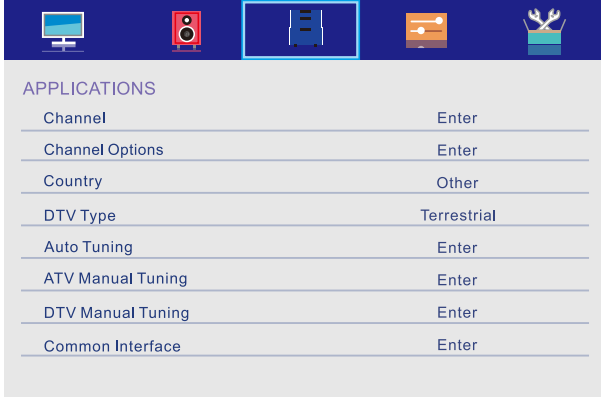 APPLICATIONS
Channel Enter
Channel Options Enter
Country Other
DTV Type Terrestrial
Auto Tuning Enter
ATV Manual Tuning Enter
DTV Manual Tuning Enter
Common Interface Enter